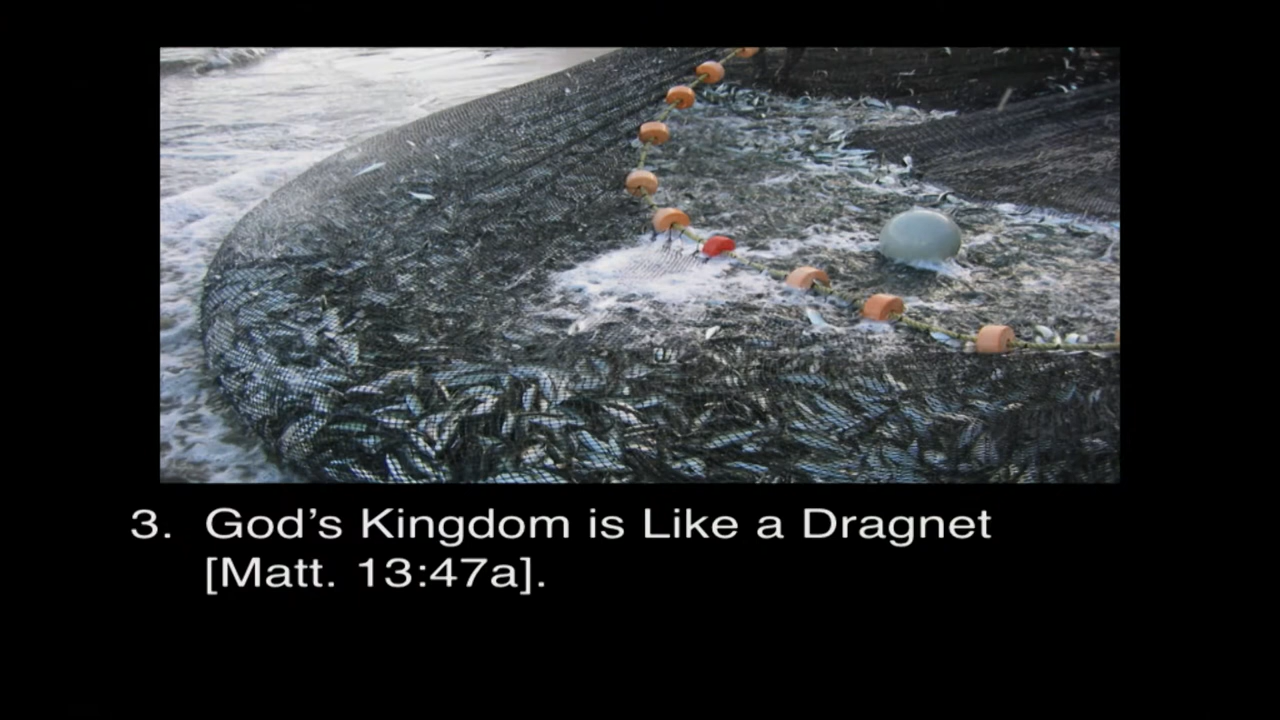 3. God’s Kingdom is Like a Dragnet
[Matt. 13:47a].